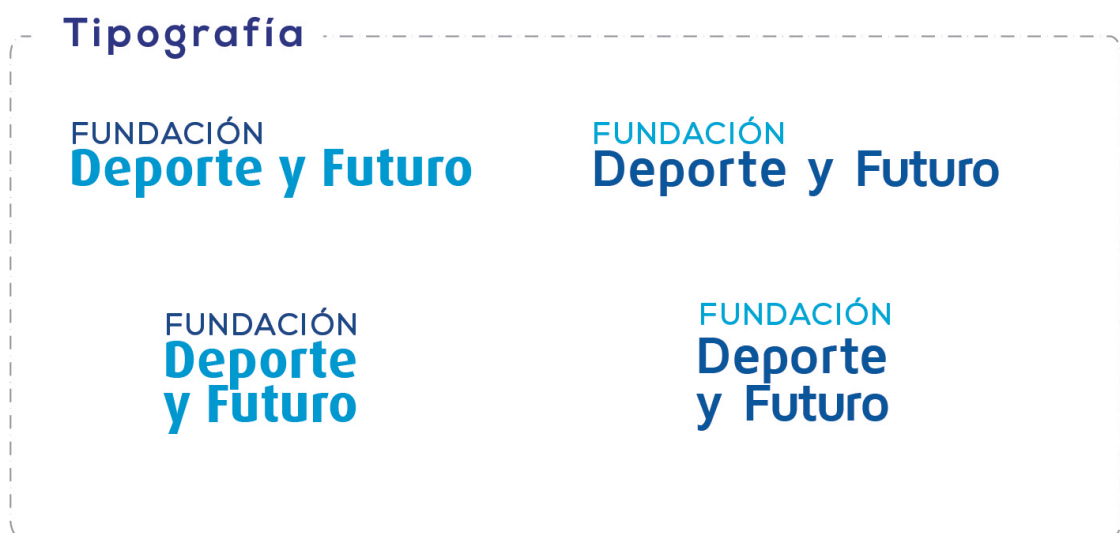 Tipografía
FUNDACIÓN
Deporte y Futuro
FUNDACIÓN
Deporte y Futuro
FUNDACIÓN
Deporte
y Futuro
FUNDACIÓN
Deporte
y Futuro